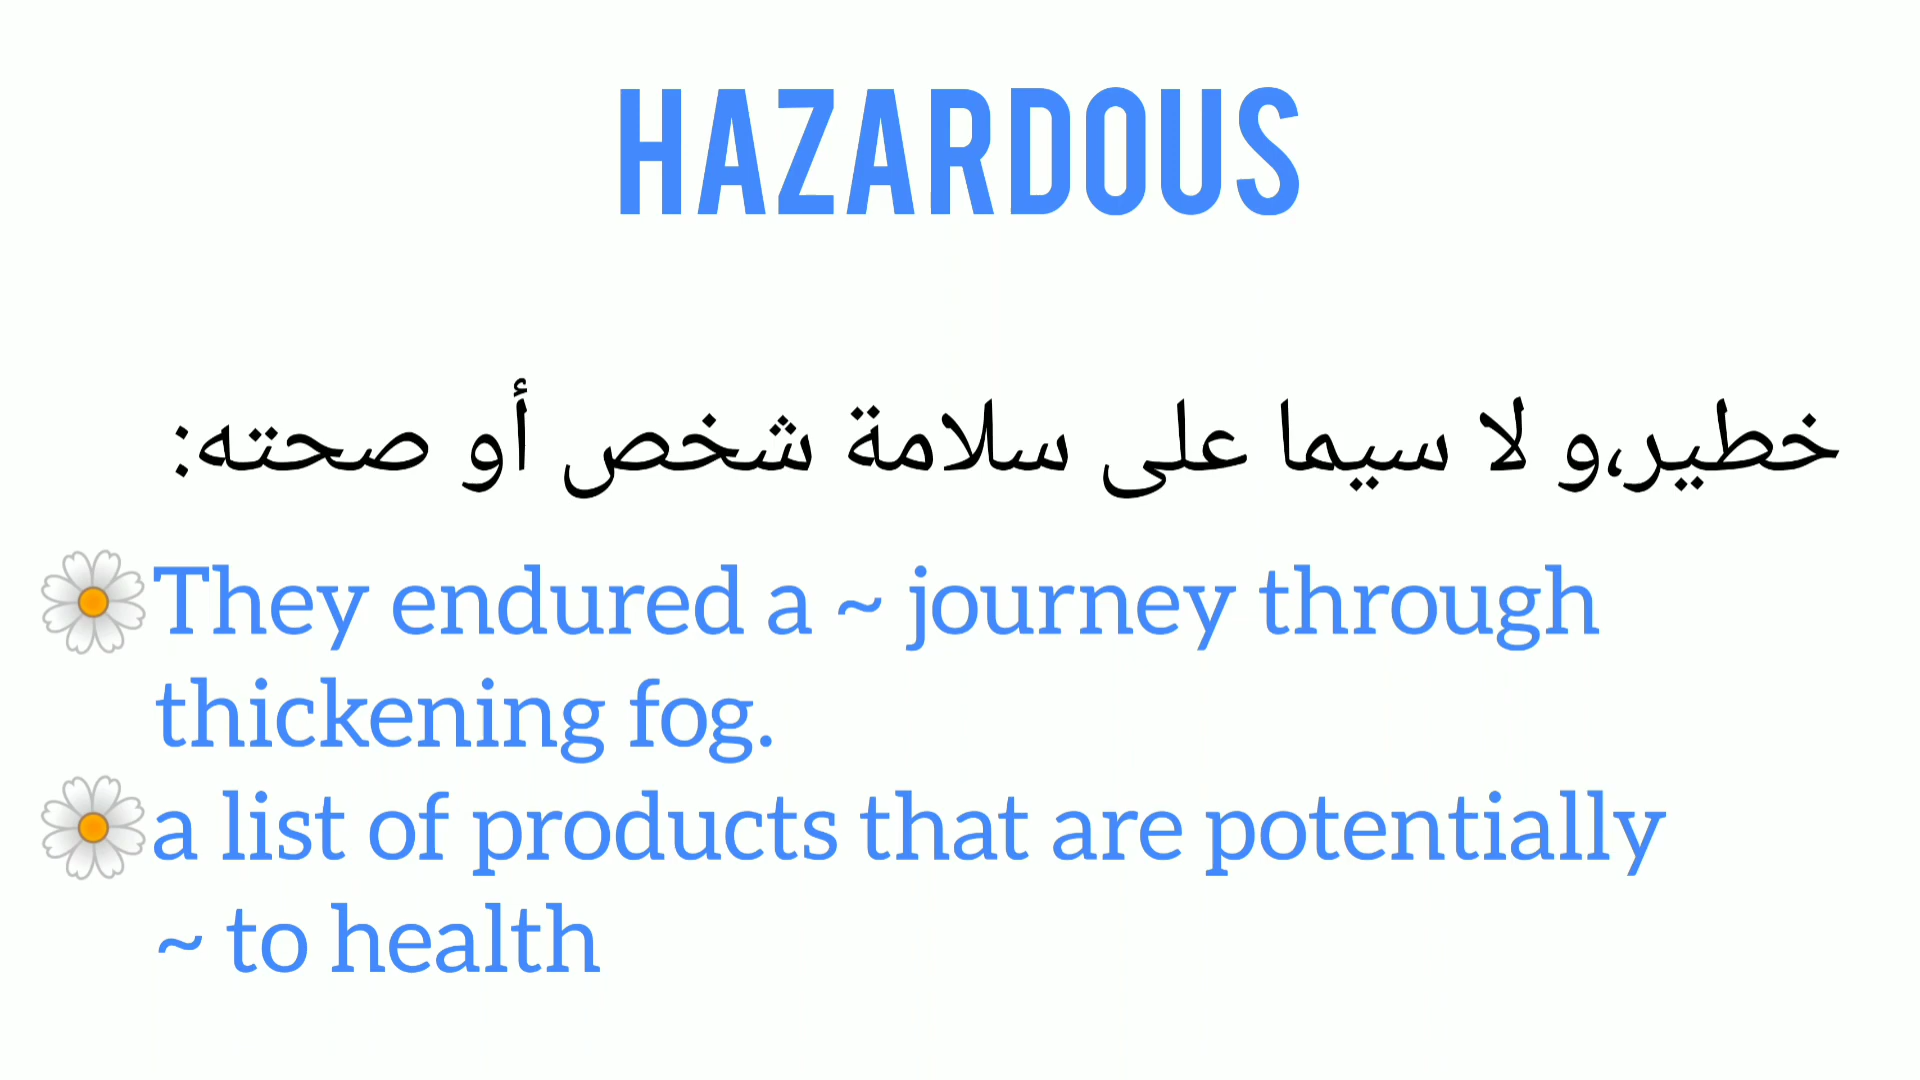 HAZARDOUS
خطير،و لا سيما على سلامة شخص أو صحته:
They endured a ~ journey through
thickening fog.
a list of products that are potentially
~ to health